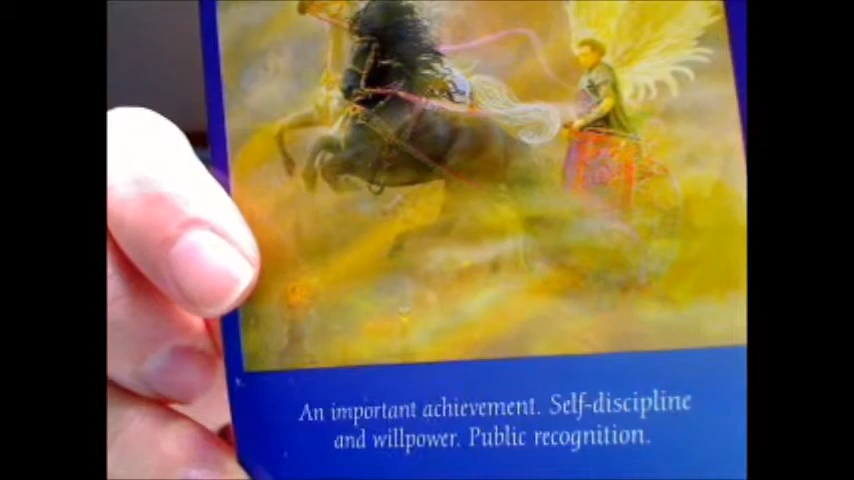 An important achievement. Self-discipline
and willpower. Public recognition.